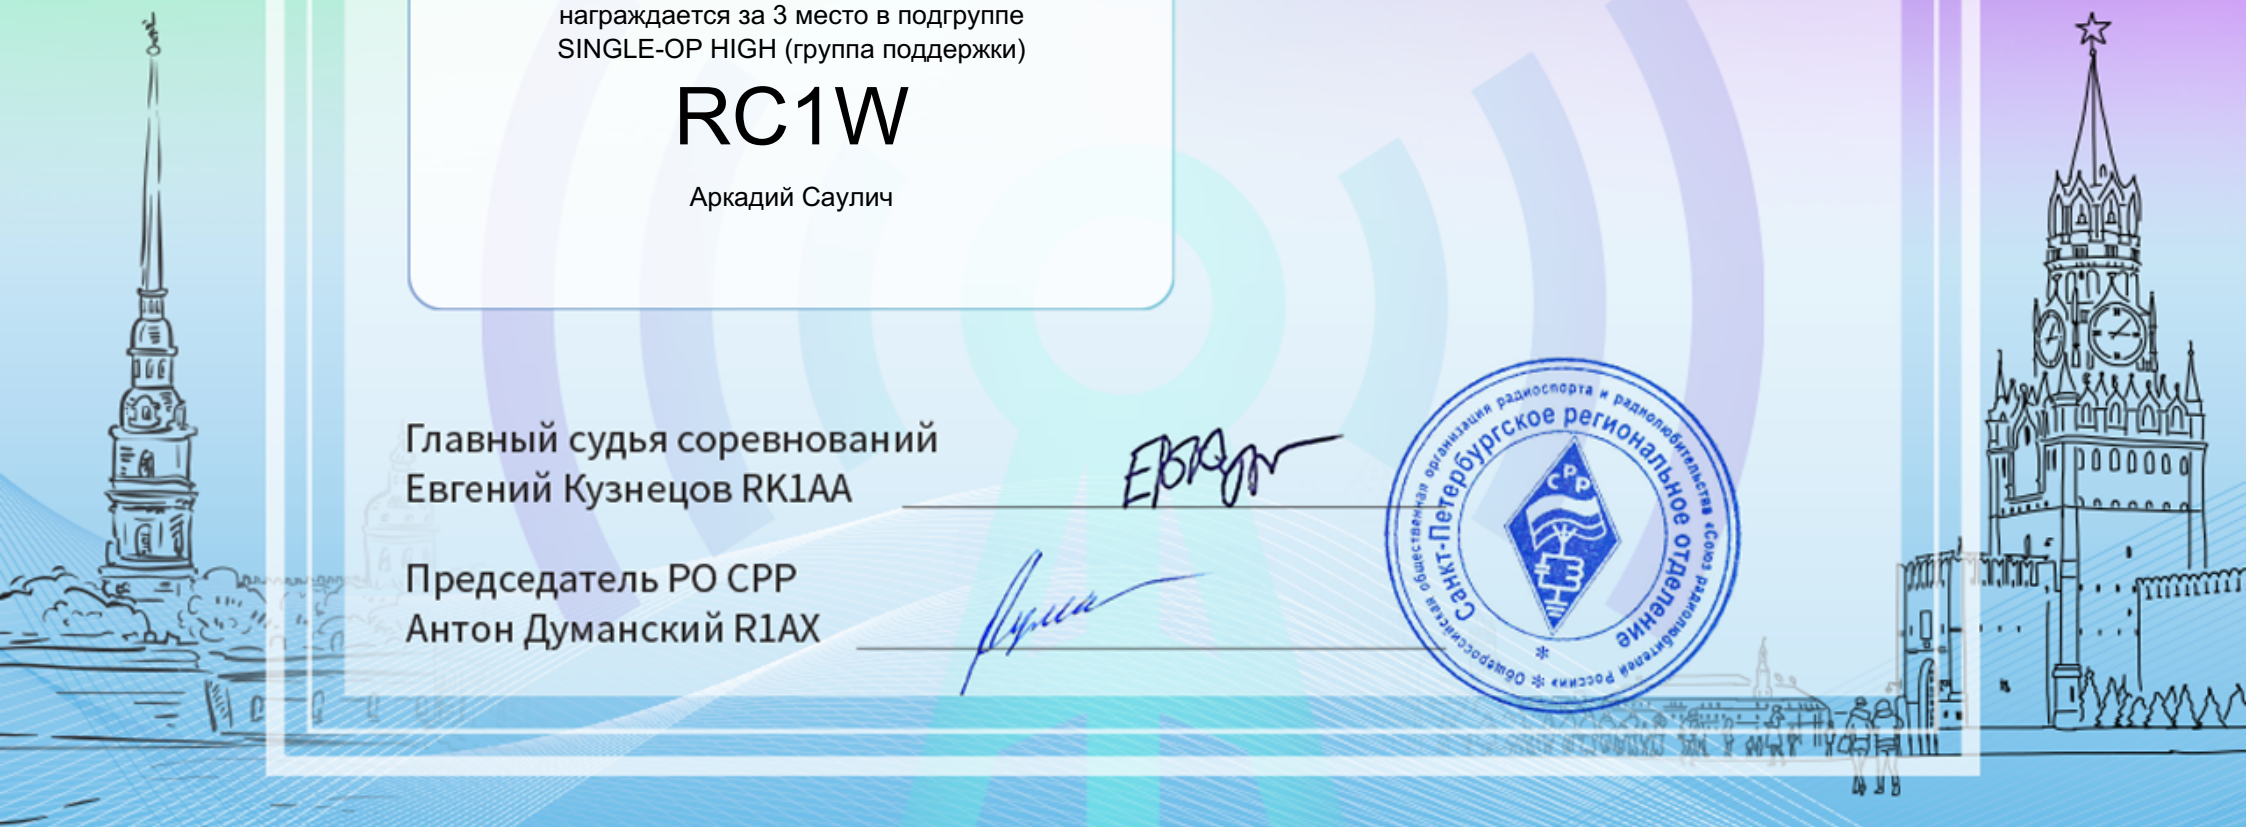 награждается за 3 место в подгруппе
SINGLE-OP HIGH (группа поддержки)
RC1W
Аркадий Саулич
Главный судья соревнований
Евгений Кузнецов RK1AA
Председатель РО СРР
Антон Думанский R1AX
Общероссийская общественная организация радиоспорта и радиолюбительства «Союз радиолюбителей России»
Санкт-Петербургское региональное отделение
СРР